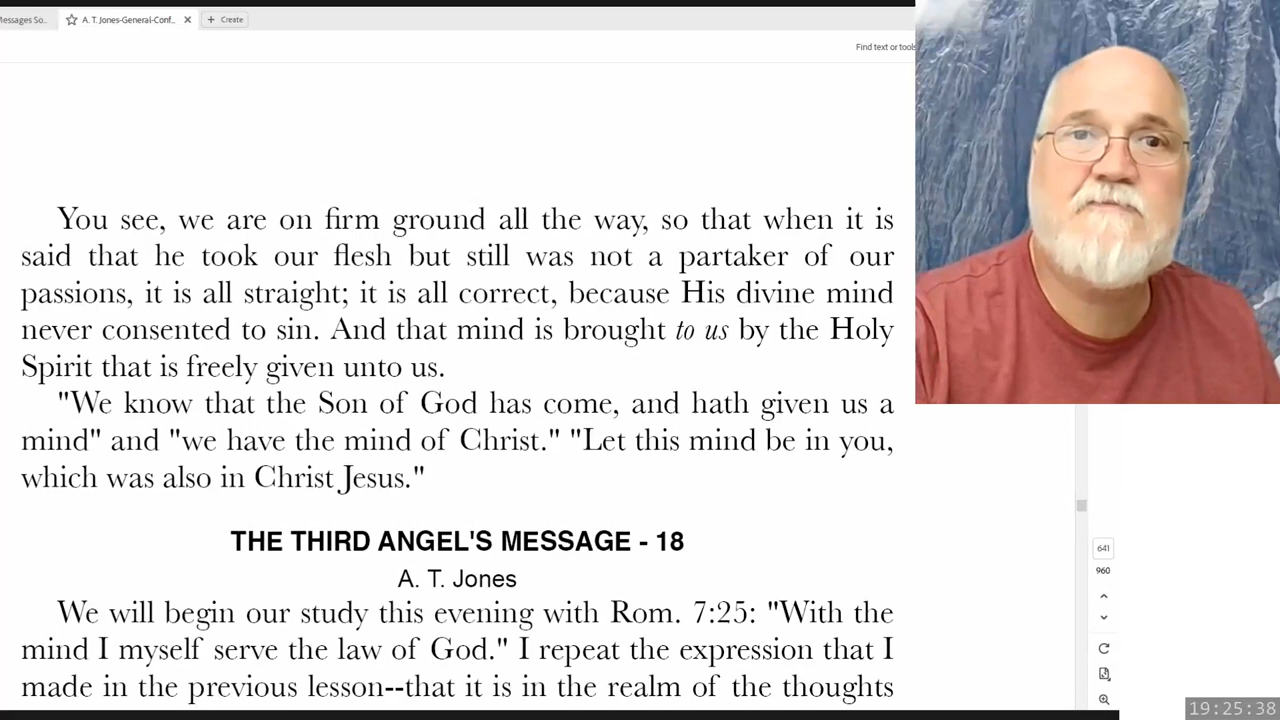 Messages So...
A. T. Jones-General-Conf...
Create
Find text or tools
You see, we are on firm ground all the way, so that when it is
said that he took our flesh but still was not a partaker of our
passions, it is all straight; it is all correct, because His divine mind
never consented to sin. And that mind is brought to us by the Holy
Spirit that is freely given unto us.
"We know that the Son of God has come, and hath given us a
mind" and "we have the mind of Christ." "Let this mind be in you,
which was also in Christ Jesus."
THE THIRD ANGEL'S MESSAGE - 18
A. T. Jones
We will begin our study this evening with Rom. 7:25: "With the
mind I myself serve the law of God." I repeat the expression that I
made in the previous lesson--that it is in the realm of the thoughts
641
960
19:25:38